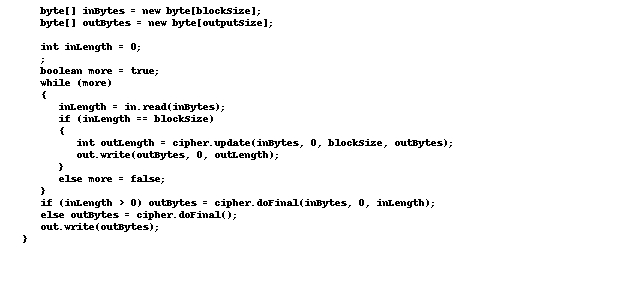 byte[] inBytes = new byte[blockSize];
byte[] outBytes = new byte[outputSize];
int inLength = 0;
;
boolean more = true;
while (more)
{
inLength = in.read(inBytes);
if (inLength == blockSize)
{
int outLength = cipher.update(inBytes, 0, blockSize, outBytes);
out.write(outBytes, 0, outLength);
}
else more = false;
}
if (inLength > 0) outBytes = cipher.doFinal(inBytes, 0, inLength);
else outBytes = cipher.doFinal();
out.write(outBytes);
}